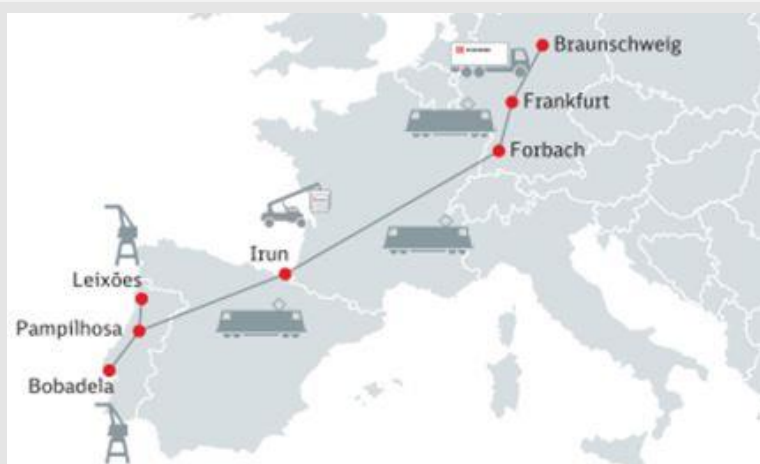 Braunschweig
Frankfurt
Forbach
Irun
Leixões
Pampilhosa
Bobadela